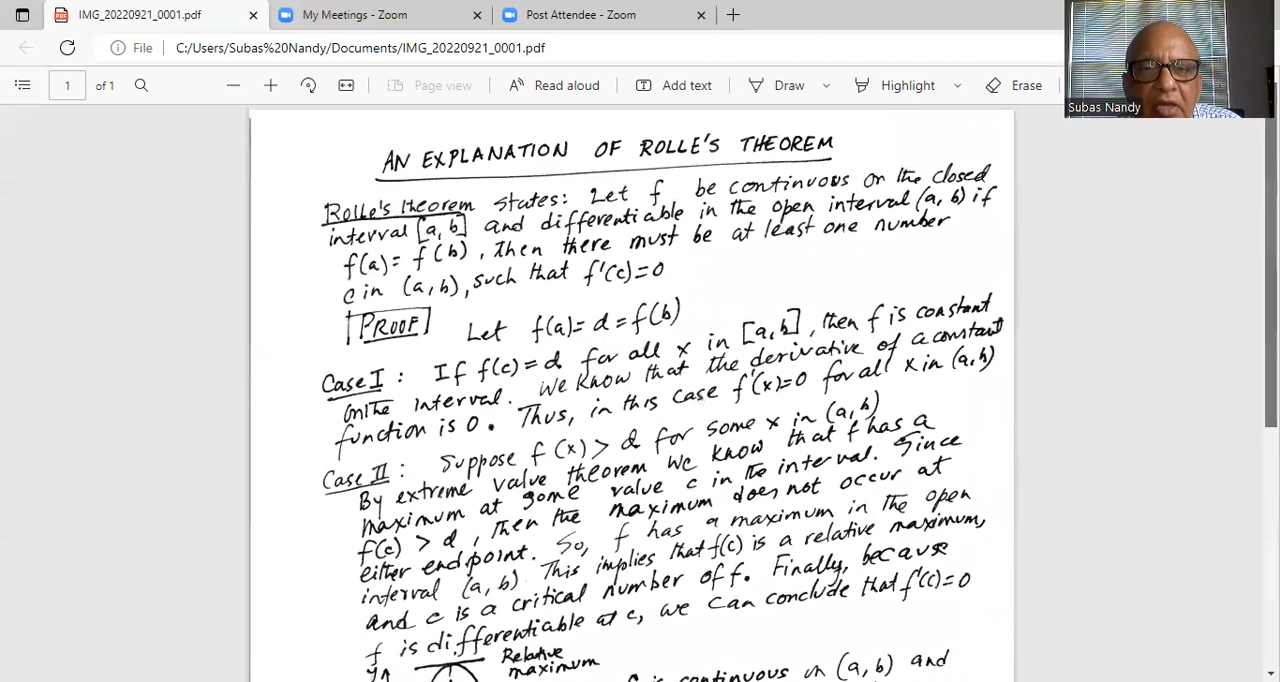 IMG_20220921_0001.pdf
My Meetings - Zoom
Post Attendee - Zoom
File
C:/Users/Subas%20Nandy/Documents/IMG_20220921_0001.pdf
1 of 1
Page view
Read aloud
Add text
Draw
Highlight
Erase
Subas Nandy
AN EXPLANATION OF ROLLE'S THEOREM
Rolle's theorem states: Let f be continuous on the closed
interval [a, b] and differentiable in the open interval (a, b) if
f(a) = f(b), Then there must be at least one number
c in (a, b), such that f'(c)=0
PROOF Let f(a)= d = f(b)
Case I: If f(c) = d for all x in [a, b], then f is constant
on the interval. We know that the derivative of a constant
function is 0. Thus, in this case f'(x)=0 for all x in (a, b)
Case II: Suppose f(x) > d for some x in (a, b)
By extreme value theorem we know that f has a
maximum at some value c in the interval. Since
f(c) > d, then the maximum does not occur at
either endpoint. So, f has a maximum in the open
interval (a, b). This implies that f(c) is a relative maximum,
and c is a critical number of f. Finally, because
f is differentiable at c, we can conclude that f'(c)=0
y
Relative
maximum
is continuous on (a, b) and